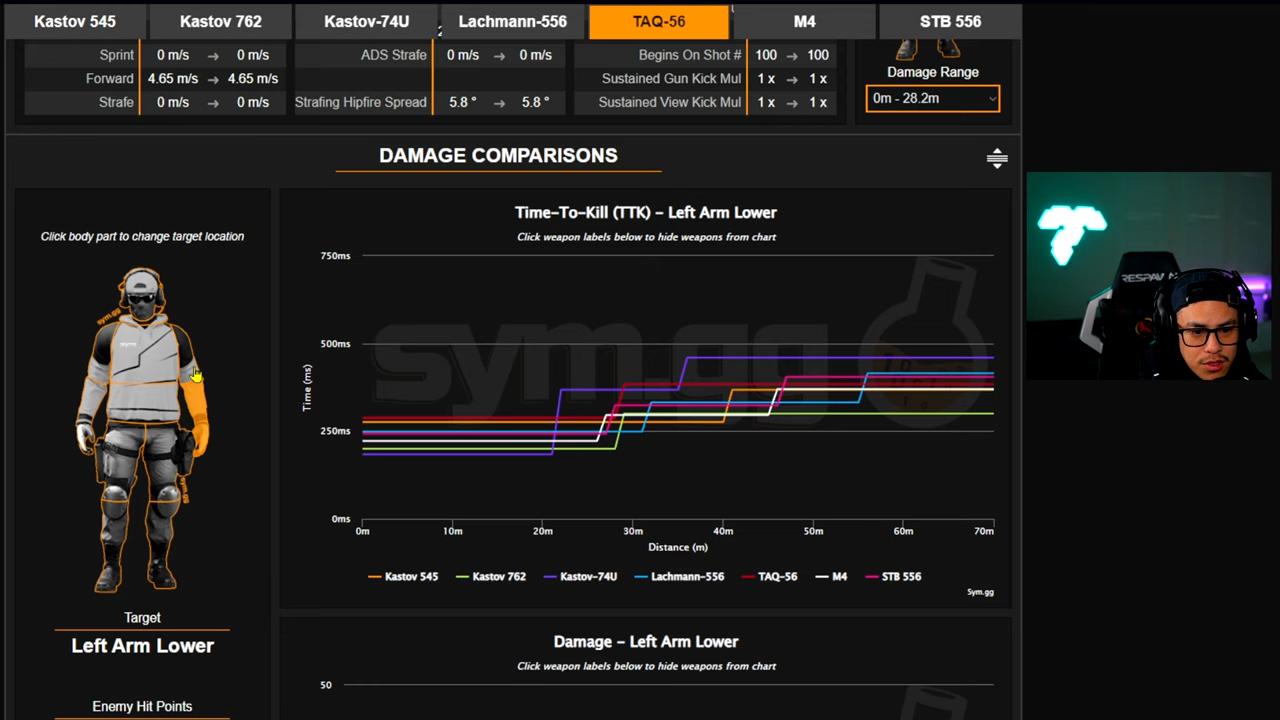 Kastov 545 Kastov 762 Kastov-74U Lachmann-556 TAQ-56 M4 STB 556
Sprint 0 m/s → 0 m/s ADS Strafe 0 m/s → 0 m/s Begins On Shot # 100 → 100
Forward 4.65 m/s → 4.65 m/s Sustained Gun Kick Mul 1 x → 1 x
Strafe 0 m/s → 0 m/s Strafing Hipfire Spread 5.8 ° → 5.8 ° Sustained View Kick Mul 1 x → 1 x
Damage Range
0m - 28.2m
DAMAGE COMPARISONS
Click body part to change target location
sym.gg
sym.gg
Target
Left Arm Lower
Enemy Hit Points
Time-To-Kill (TTK) – Left Arm Lower
Click weapon labels below to hide weapons from chart
sym.gg
750ms
500ms
250ms
0ms
Time (ms)
0m 10m 20m 30m 40m 50m 60m 70m
Distance (m)
Kastov 545 Kastov 762 Kastov-74U Lachmann-556 TAQ-56 M4 STB 556
Sym.gg
Damage – Left Arm Lower
Click weapon labels below to hide weapons from chart
50
RESPAWN